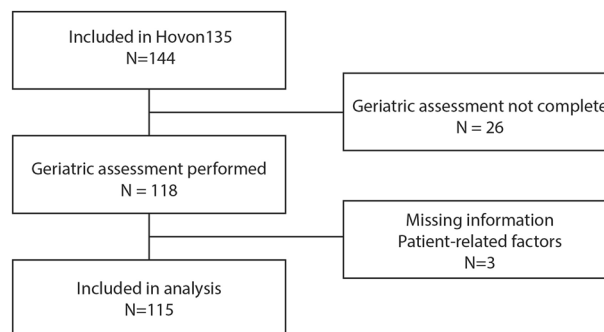 Included in Hovon135
N=144
Geriatric assessment not complete
N = 26
Geriatric assessment performed
N = 118
Missing information
Patient-related factors
N=3
Included in analysis
N=115